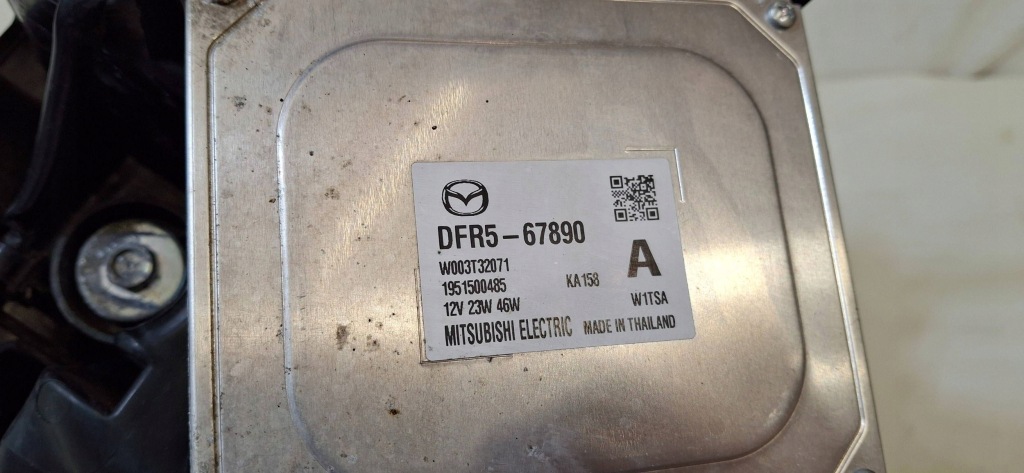 DFR5-67890
W003T32071
1951500485 KA158 A
12V 23W 46W W1TSA
MITSUBISHI ELECTRIC MADE IN THAILAND